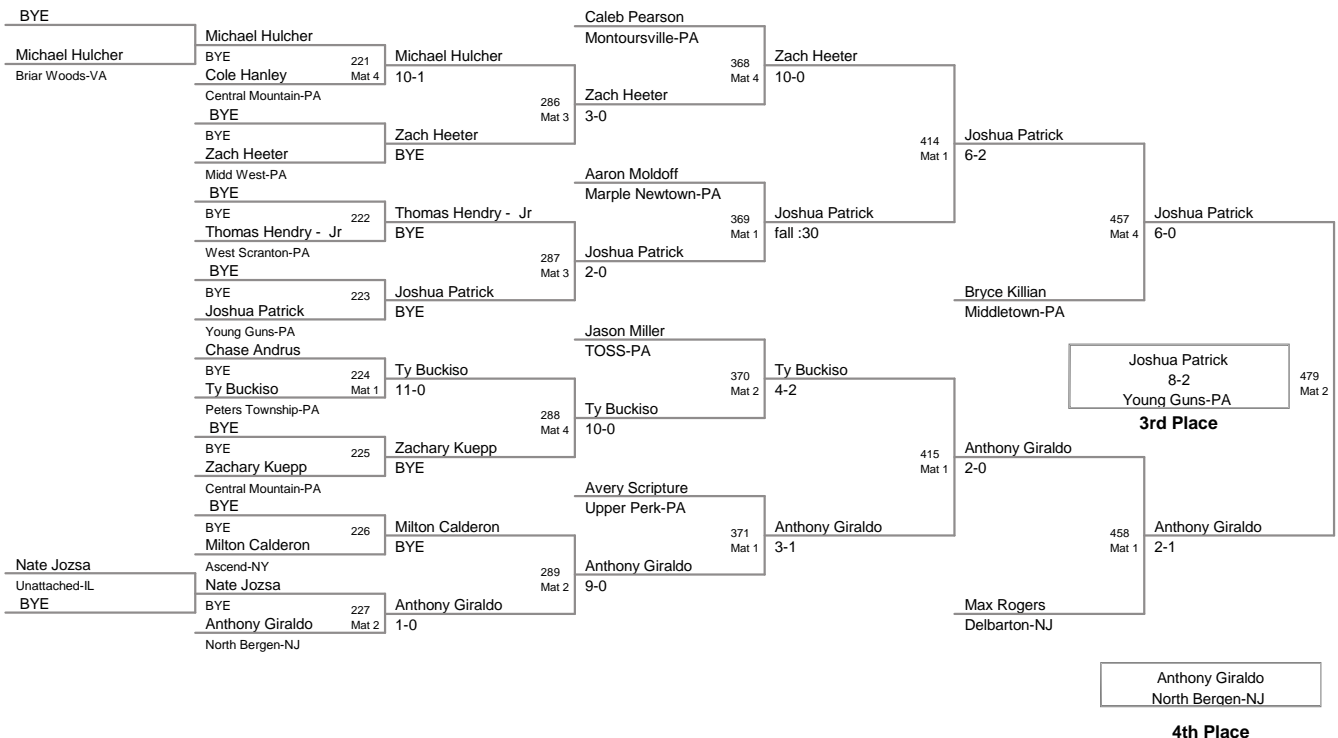 BYE
Michael Hulcher
Briar Woods-VA
Nate Jozsa
Unattached-IL
BYE
Michael Hulcher
BYE
221
Cole Hanley
Mat 4
Central Mountain-PA
BYE
BYE
Zach Heeter
Midd West-PA
BYE
BYE
222
Thomas Hendry - Jr
West Scranton-PA
BYE
BYE
223
Joshua Patrick
Young Guns-PA
Chase Andrus
BYE
224
Ty Buckiso
Mat 1
Peters Township-PA
BYE
BYE
225
Zachary Kuepp
Central Mountain-PA
BYE
BYE
226
Milton Calderon
Ascend-NY
Nate Jozsa
BYE
227
Anthony Giraldo
Mat 2
North Bergen-NJ
Michael Hulcher
10-1
286
Mat 3
Zach Heeter
BYE
Thomas Hendry - Jr
BYE
287
Mat 3
Joshua Patrick
BYE
Ty Buckiso
11-0
288
Mat 4
Zachary Kuepp
BYE
Milton Calderon
BYE
289
Mat 2
Anthony Giraldo
1-0
Caleb Pearson
Montoursville-PA
368
Mat 4
Zach Heeter
3-0
Aaron Moldoff
Marple Newtown-PA
369
Mat 1
Joshua Patrick
2-0
Jason Miller
TOSS-PA
370
Mat 2
Ty Buckiso
10-0
Avery Scripture
Upper Perk-PA
371
Mat 1
Anthony Giraldo
9-0
Zach Heeter
10-0
414
Mat 1
Joshua Patrick
fall :30
Ty Buckiso
4-2
415
Mat 1
Anthony Giraldo
3-1
Joshua Patrick
6-2
457
Mat 4
Bryce Killian
Middletown-PA
Anthony Giraldo
2-0
458
Mat 1
Max Rogers
Delbarton-NJ
Joshua Patrick
6-0
Joshua Patrick
8-2
Young Guns-PA
3rd Place
479
Mat 2
Anthony Giraldo
2-1
Anthony Giraldo
North Bergen-NJ
4th Place